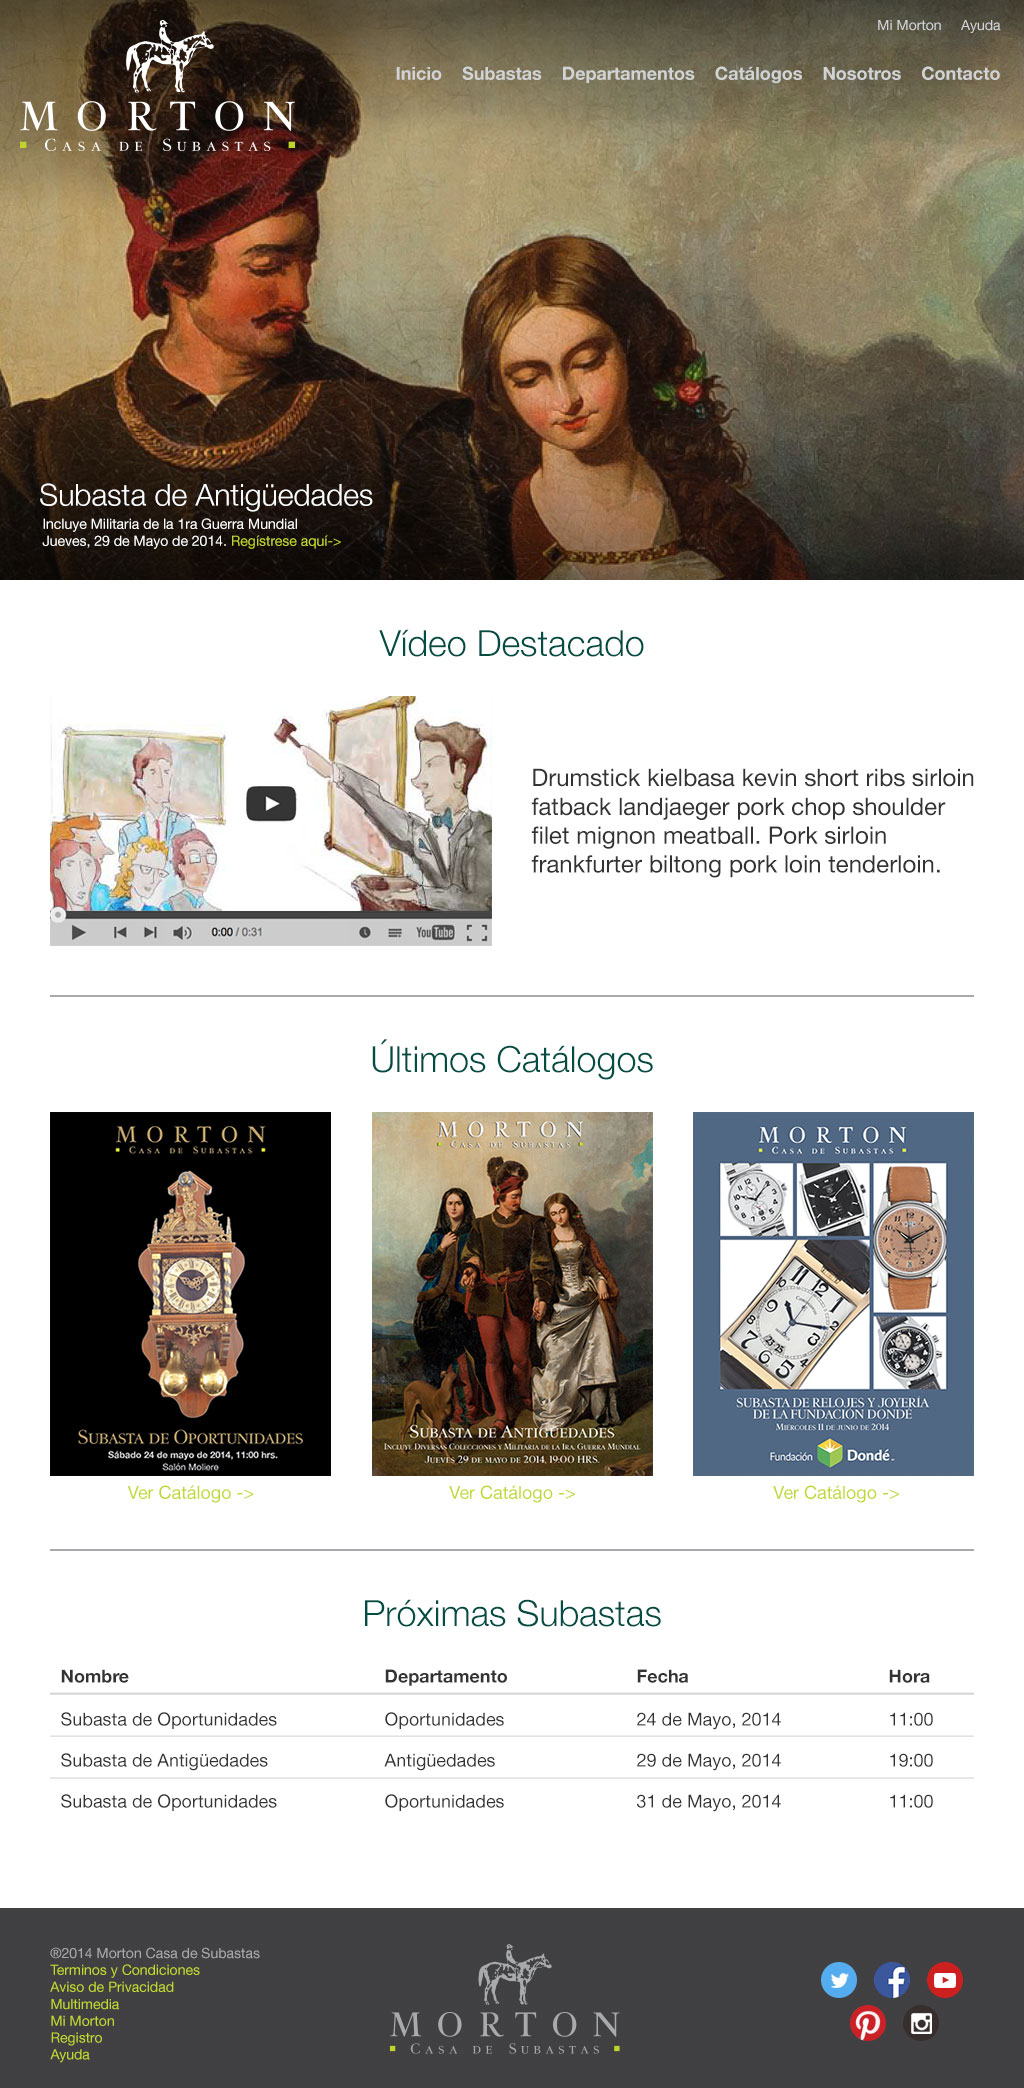 Mi Morton Ayuda
Inicio Subastas Departamentos Catálogos Nosotros Contacto
MORTON
CASA DE SUBASTAS
Subasta de Antigüedades
Incluye Militaria de la 1ra Guerra Mundial
Jueves, 29 de Mayo de 2014. Regístrese aquí->
Vídeo Destacado
Drumstick kielbasa kevin short ribs sirloin
fatback landjaeger pork chop shoulder
filet mignon meatball. Pork sirloin
frankfurter biltong pork loin tenderloin.
0:00 / 0:31 YouTube
Últimos Catálogos
MORTON
CASA DE SUBASTAS
SUBASTA DE OPORTUNIDADES
Sábado 24 de mayo de 2014, 11:00 hrs.
Salón Moliere
Ver Catálogo ->
MORTON
CASA DE SUBASTAS
SUBASTA DE ANTIGÜEDADES
INCLUYE DIVERSAS COLECCIONES Y MILITARIA DE LA 1RA. GUERRA MUNDIAL
JUEVES 29 DE MAYO DE 2014, 19:00 HRS.
Ver Catálogo ->
MORTON
CASA DE SUBASTAS
SUBASTA DE RELOJES Y JOYERÍA
DE LA FUNDACIÓN DONDÉ
MIÉRCOLES 11 DE JUNIO DE 2014
Fundación Dondé
Ver Catálogo ->
Próximas Subastas
Nombre Departamento Fecha Hora
Subasta de Oportunidades Oportunidades 24 de Mayo, 2014 11:00
Subasta de Antigüedades Antigüedades 29 de Mayo, 2014 19:00
Subasta de Oportunidades Oportunidades 31 de Mayo, 2014 11:00
®2014 Morton Casa de Subastas
Terminos y Condiciones
Aviso de Privacidad
Multimedia
Mi Morton
Registro
Ayuda
MORTON
CASA DE SUBASTAS